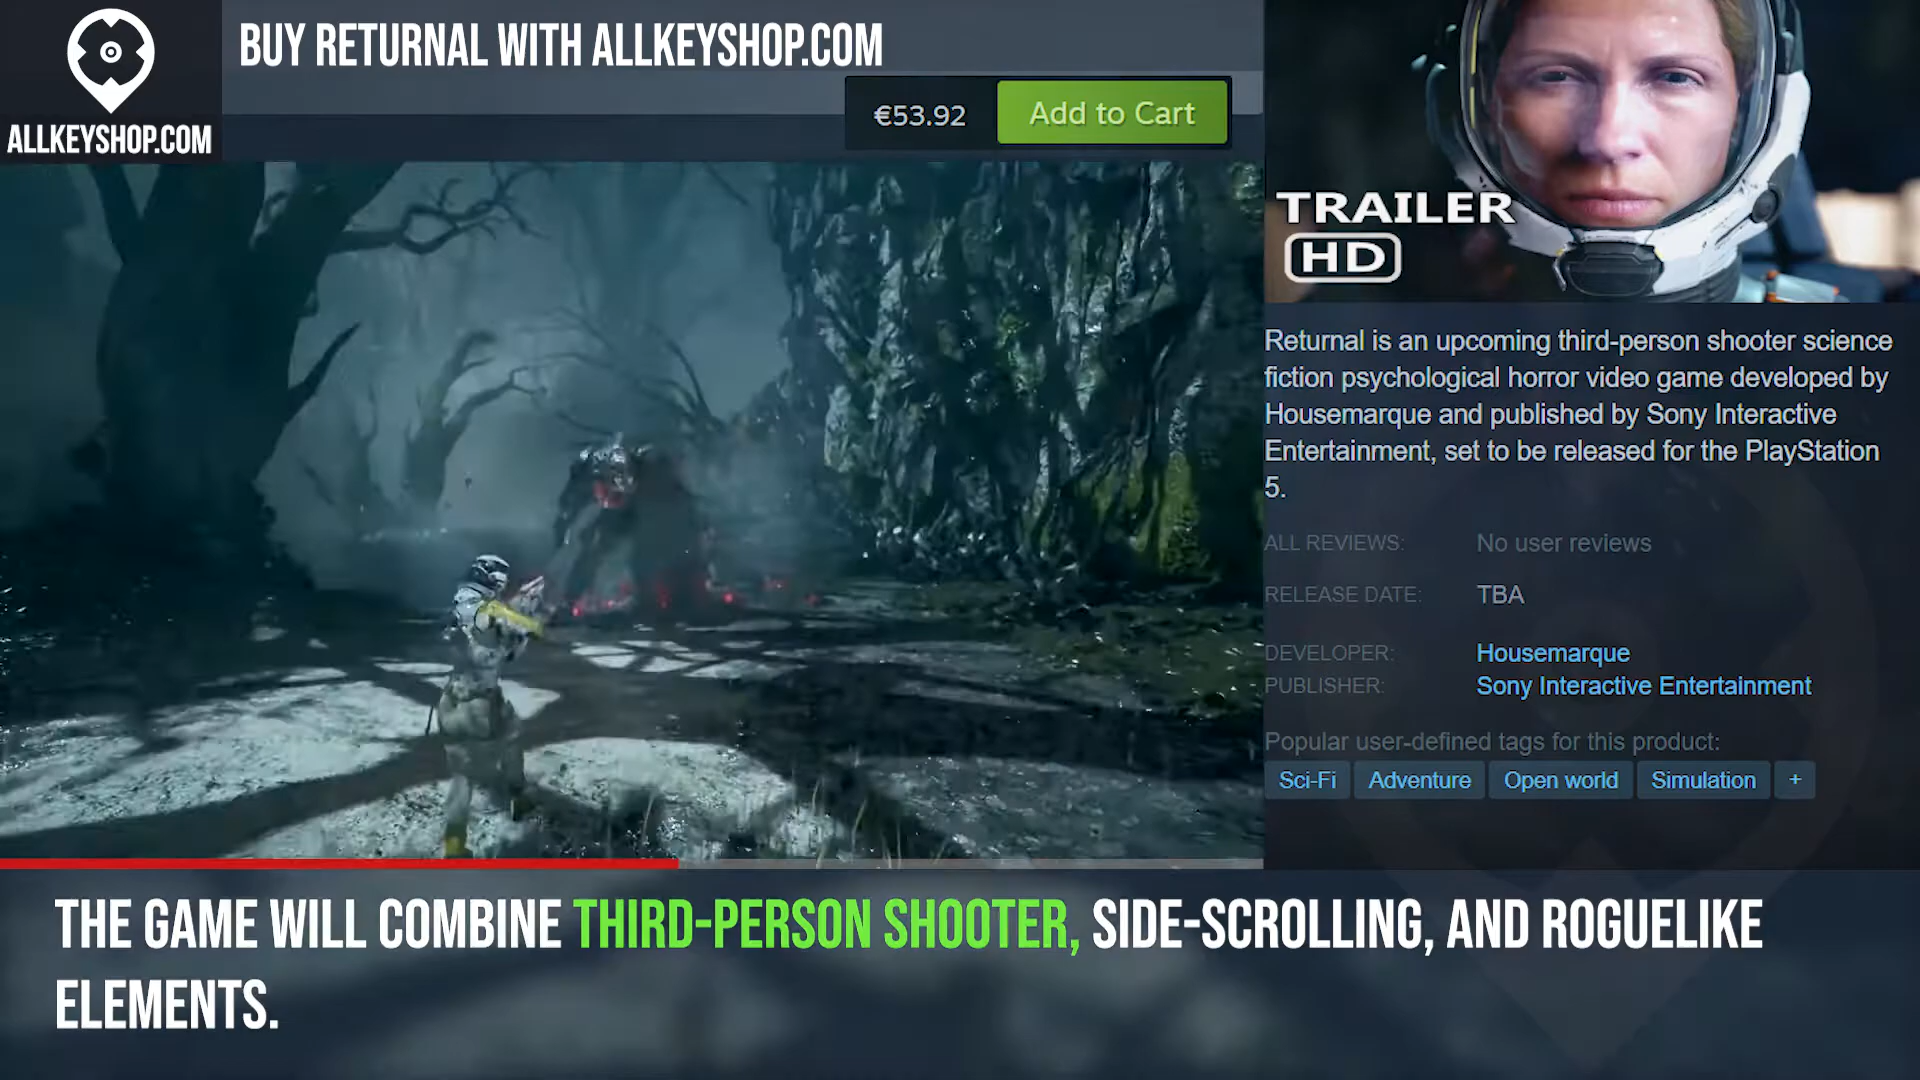 ALLKEYSHOP.COM
BUY RETURNAL WITH ALLKEYSHOP.COM
€53.92
Add to Cart
TRAILER
HD
Returnal is an upcoming third-person shooter science
fiction psychological horror video game developed by
Housemarque and published by Sony Interactive
Entertainment, set to be released for the PlayStation
5.
ALL REVIEWS: No user reviews
RELEASE DATE: TBA
DEVELOPER: Housemarque
PUBLISHER: Sony Interactive Entertainment
Popular user-defined tags for this product:
Sci-Fi Adventure Open world Simulation +
THE GAME WILL COMBINE THIRD-PERSON SHOOTER, SIDE-SCROLLING, AND ROGUELIKE
ELEMENTS.